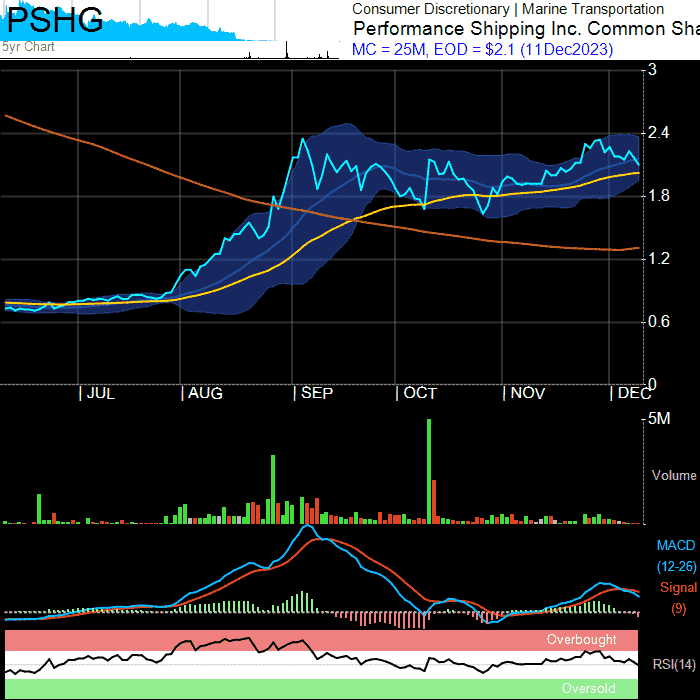 PSHG
5yr Chart
Consumer Discretionary | Marine Transportation
Performance Shipping Inc. Common Sha
MC = 25M, EOD = $2.1 (11Dec2023)
3
2.4
1.8
1.2
0.6
0
| JUL | AUG | SEP | OCT | NOV | DEC
5M
Volume
MACD
(12-26)
Signal
(9)
Overbought
RSI(14)
Oversold